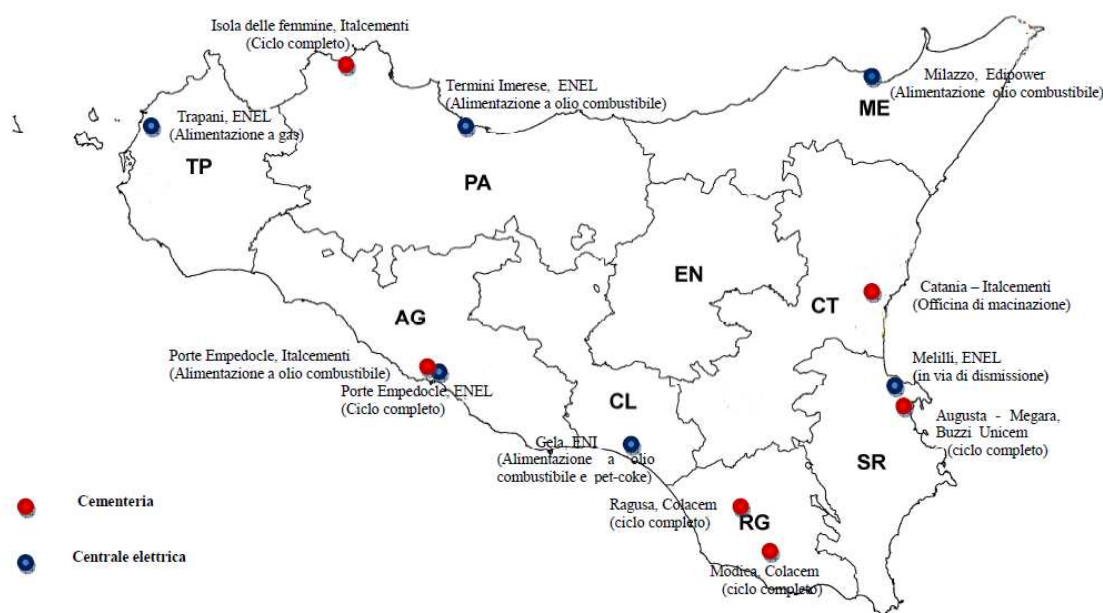 Isola delle femmine, Italcementi
(Ciclo completo)
Termini Imerese, ENEL
(Alimentazione a olio combustibile)
Milazzo, Edipower
(Alimentazione olio combustibile)
ME
Trapani, ENEL
(Alimentazione a gas)
TP
PA
EN
Catania – Italcementi
(Officina di macinazione)
CT
AG
Porte Empedocle, Italcementi
(Alimentazione a olio combustibile)
Porte Empedocle, ENEL
(Ciclo completo)
Melilli, ENEL
(in via di dismissione)
CL
Augusta - Megara,
Buzzi Unicem
(ciclo completo)
Gela, ENI
(Alimentazione a olio
combustibile e pet-coke)
SR
Ragusa, Colacem
(ciclo completo)
RG
Modica, Colacem
(ciclo completo)
Cementeria
Centrale elettrica